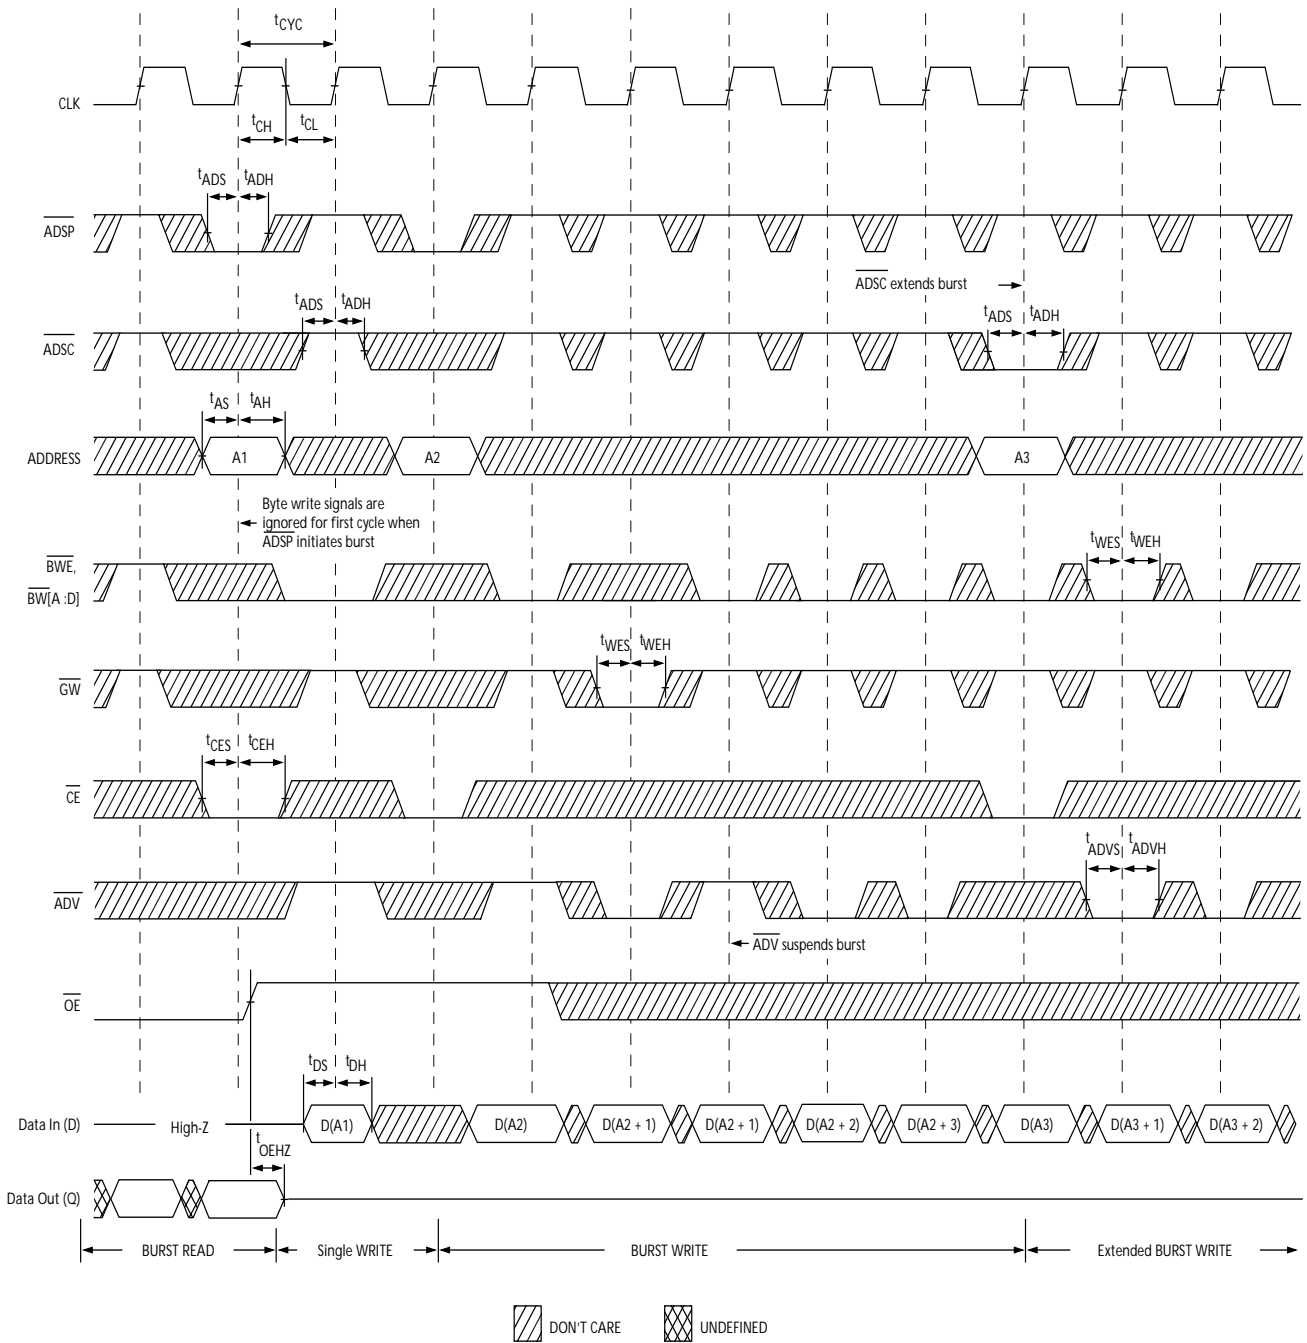 tCYC
CLK
tCH
tCL
tADS
tADH
ADSP
ADSC extends burst
tADS
tADH
tADS
tADH
ADSC
tAS
tAH
ADDRESS
A1
A2
A3
Byte write signals are
ignored for first cycle when
ADSP initiates burst
tWES
tWEH
BWE,
BW[A :D]
tWES
tWEH
GW
tCES
tCEH
CE
tADVS
tADVH
ADV
ADV suspends burst
OE
tDS
tDH
Data In (D)
High-Z
D(A1)
D(A2)
D(A2 + 1)
D(A2 + 1)
D(A2 + 2)
D(A2 + 3)
D(A3)
D(A3 + 1)
D(A3 + 2)
tOEHZ
Data Out (Q)
BURST READ
Single WRITE
BURST WRITE
Extended BURST WRITE
DON'T CARE
UNDEFINED